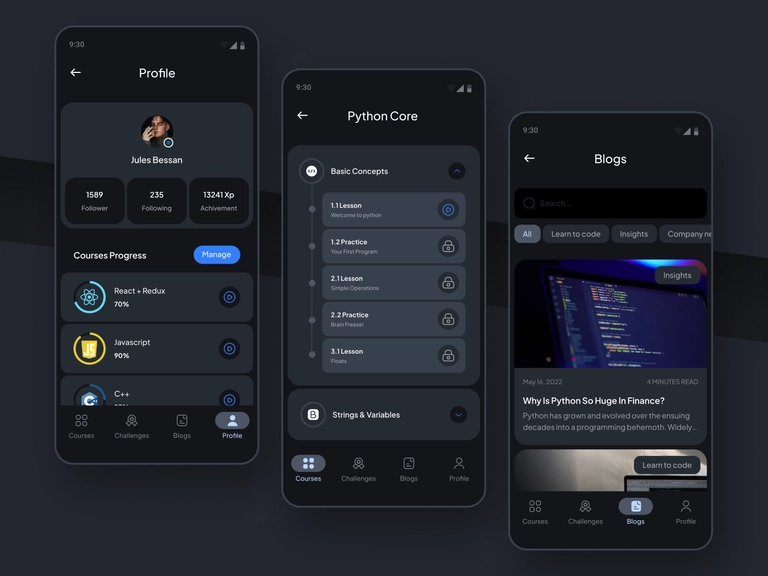 9:30
Profile
Jules Bessan
1589
Follower
235
Following
13241 Xp
Achivement
Courses Progress
Manage
React + Redux
70%
JS
Javascript
90%
C++
Courses
Challenges
Blogs
Profile
9:30
Python Core
Basic Concepts
1.1 Lesson
Welcome to python
1.2 Practice
Your First Program
2.1 Lesson
Simple Operations
2.2 Practice
Brain Freeze!
3.1 Lesson
Floats
B
Strings & Variables
Courses
Challenges
Blogs
Profile
9:30
Blogs
Search...
All
Learn to code
Insights
Company ne
Insights
May 16, 2022
4 MINUTES READ
Why Is Python So Huge In Finance?
Python has grown and evolved over the ensuing
decades into a programming behemoth. Widely...
Learn to code
Courses
Challenges
Blogs
Profile